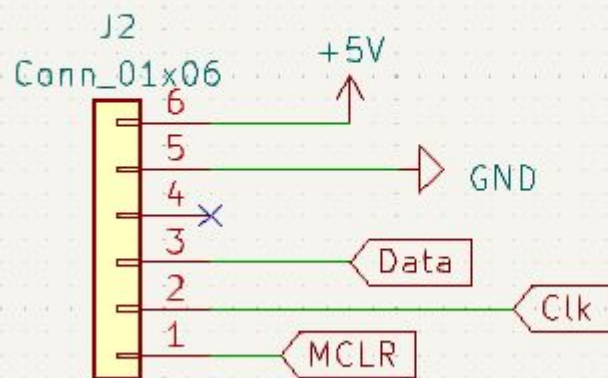 J2
Conn_01x06
+5V
6
5
GND
4
3
Data
2
Clk
1
MCLR